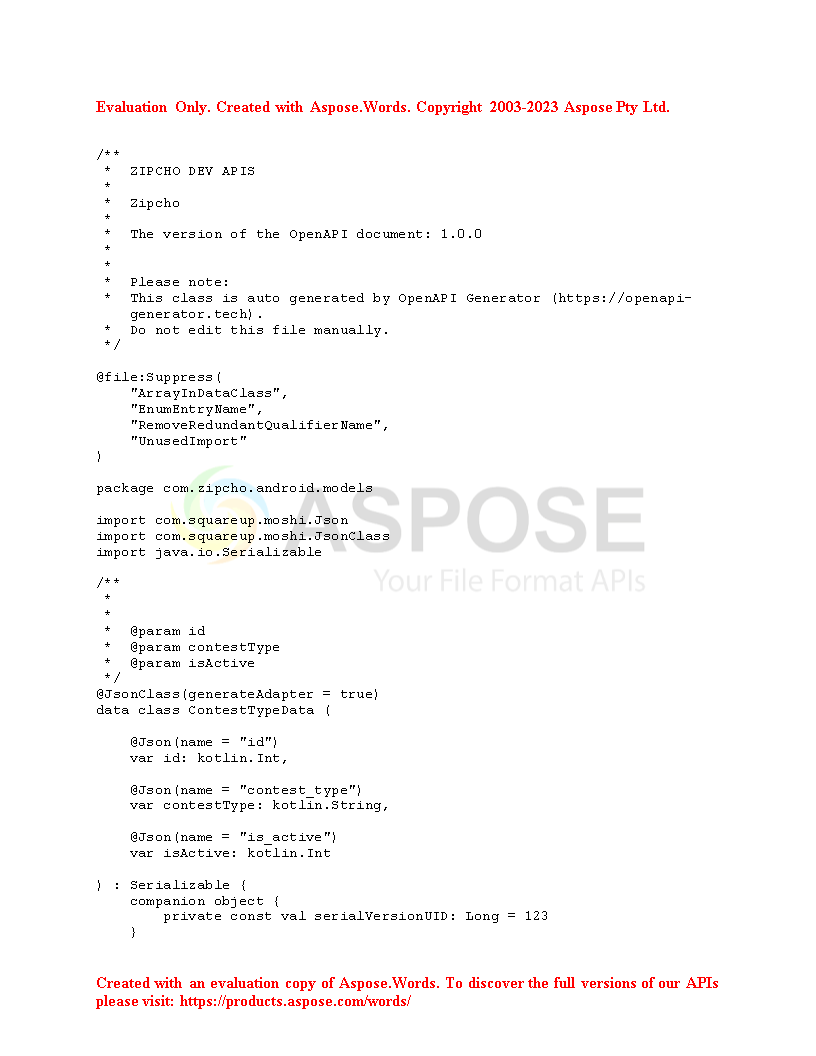 Evaluation Only. Created with Aspose.Words. Copyright 2003-2023 Aspose Pty Ltd.
/**
 *  ZIPCHO DEV APIS
 *
 *  Zipcho
 *
 *  The version of the OpenAPI document: 1.0.0
 *
 *
 *  Please note:
 *  This class is auto generated by OpenAPI Generator (https://openapi-
    generator.tech).
 *  Do not edit this file manually.
 */
@file:Suppress(
    "ArrayInDataClass",
    "EnumEntryName",
    "RemoveRedundantQualifierName",
    "UnusedImport"
)
package com.zipcho.android.models
ASPOSE
import com.squareup.moshi.Json
import com.squareup.moshi.JsonClass
import java.io.Serializable
Your File Format APIs
/**
 *
 *
 *  @param id
 *  @param contestType
 *  @param isActive
 */
@JsonClass(generateAdapter = true)
data class ContestTypeData (
    @Json(name = "id")
    var id: kotlin.Int,
    @Json(name = "contest_type")
    var contestType: kotlin.String,
    @Json(name = "is_active")
    var isActive: kotlin.Int
) : Serializable {
    companion object {
        private const val serialVersionUID: Long = 123
    }
Created with an evaluation copy of Aspose.Words. To discover the full versions of our APIs
please visit: https://products.aspose.com/words/